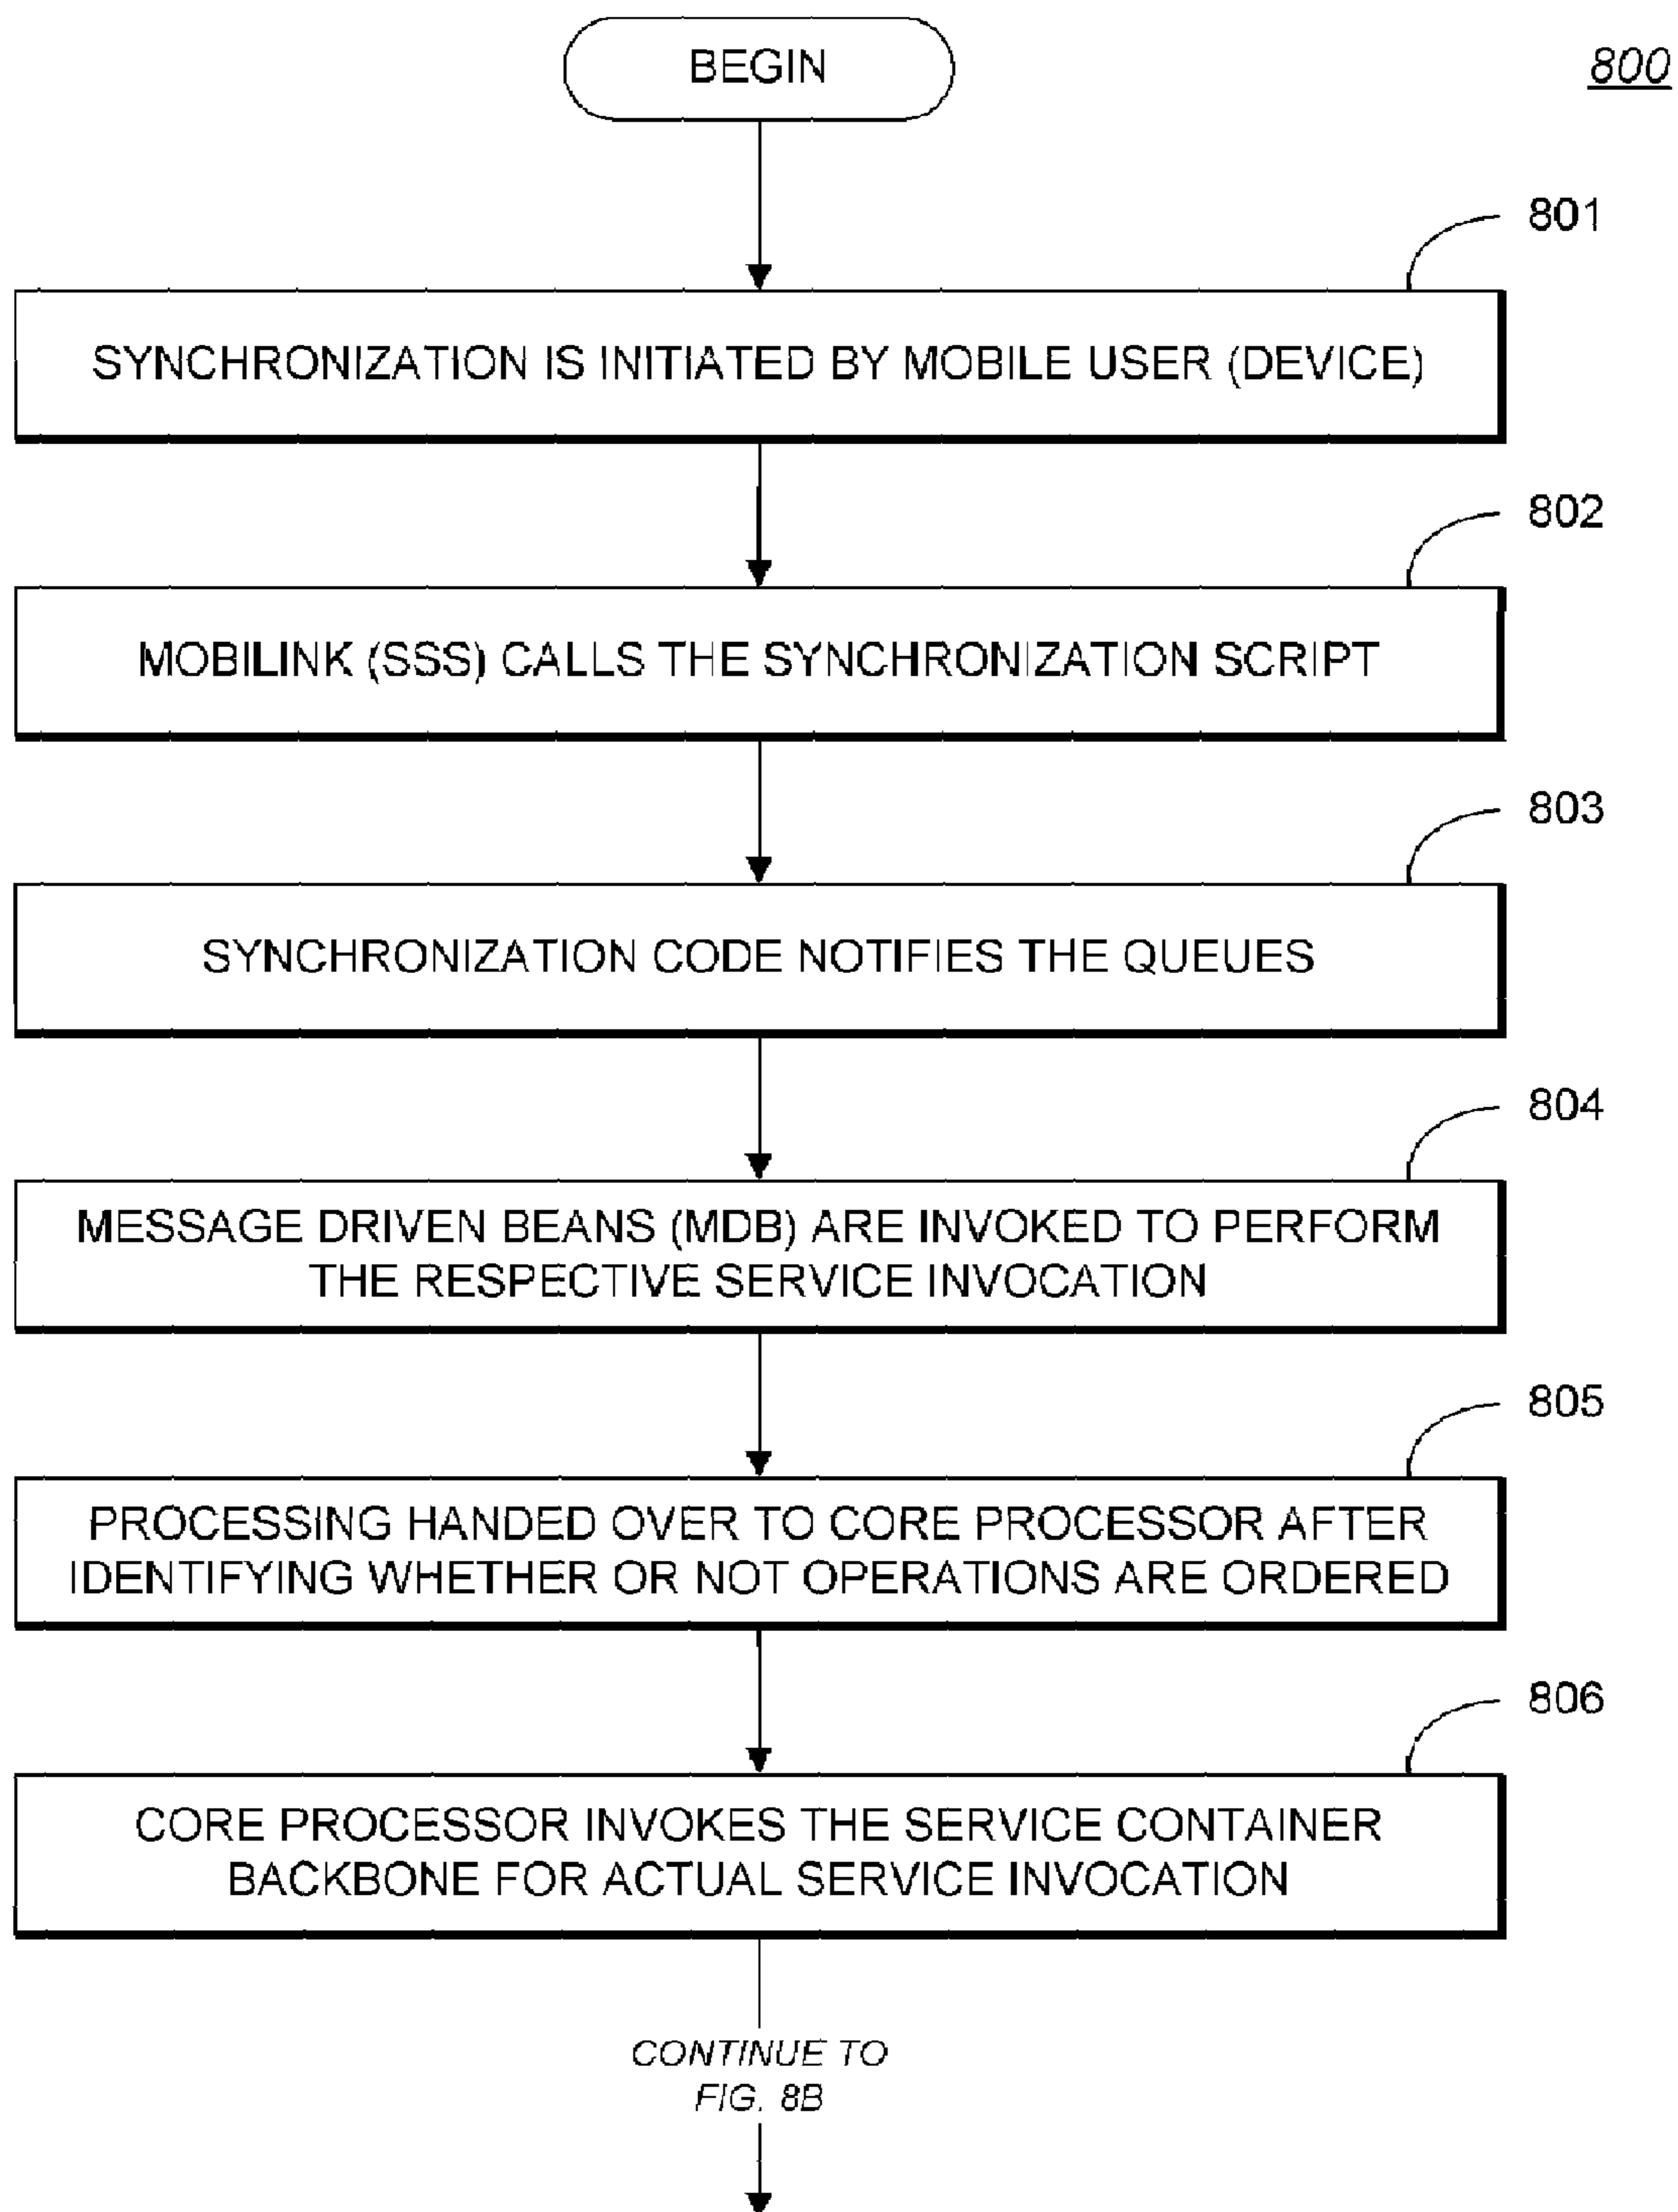 BEGIN
800
801
SYNCHRONIZATION IS INITIATED BY MOBILE USER (DEVICE)
802
MOBILINK (SSS) CALLS THE SYNCHRONIZATION SCRIPT
803
SYNCHRONIZATION CODE NOTIFIES THE QUEUES
804
MESSAGE DRIVEN BEANS (MDB) ARE INVOKED TO PERFORM
THE RESPECTIVE SERVICE INVOCATION
805
PROCESSING HANDED OVER TO CORE PROCESSOR AFTER
IDENTIFYING WHETHER OR NOT OPERATIONS ARE ORDERED
806
CORE PROCESSOR INVOKES THE SERVICE CONTAINER
BACKBONE FOR ACTUAL SERVICE INVOCATION
CONTINUE TO
FIG. 8B